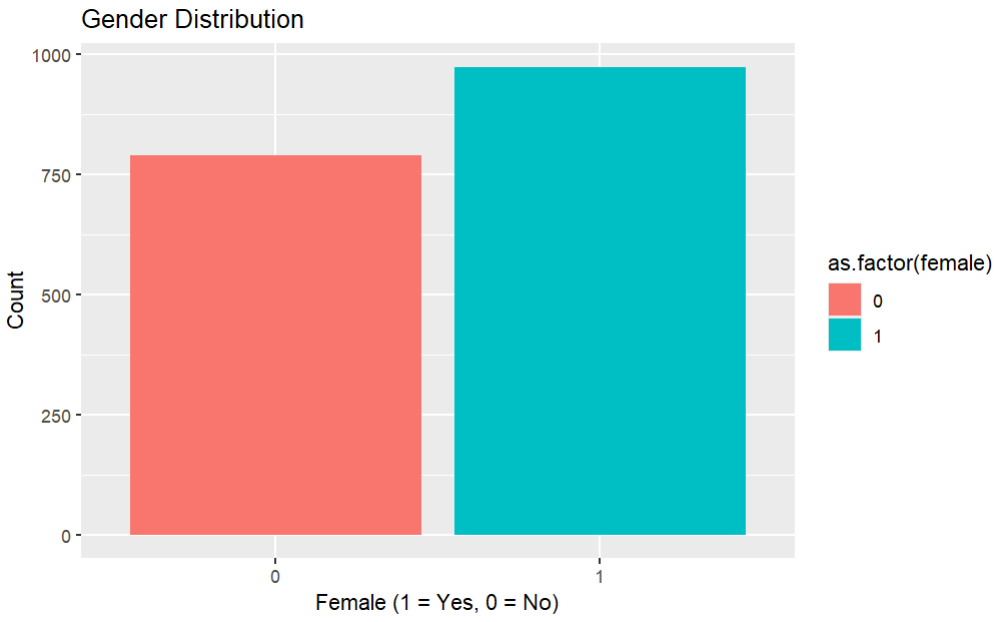 Gender Distribution
1000
750
500
250
0
Count
0
1
Female (1 = Yes, 0 = No)
as.factor(female)
0
1